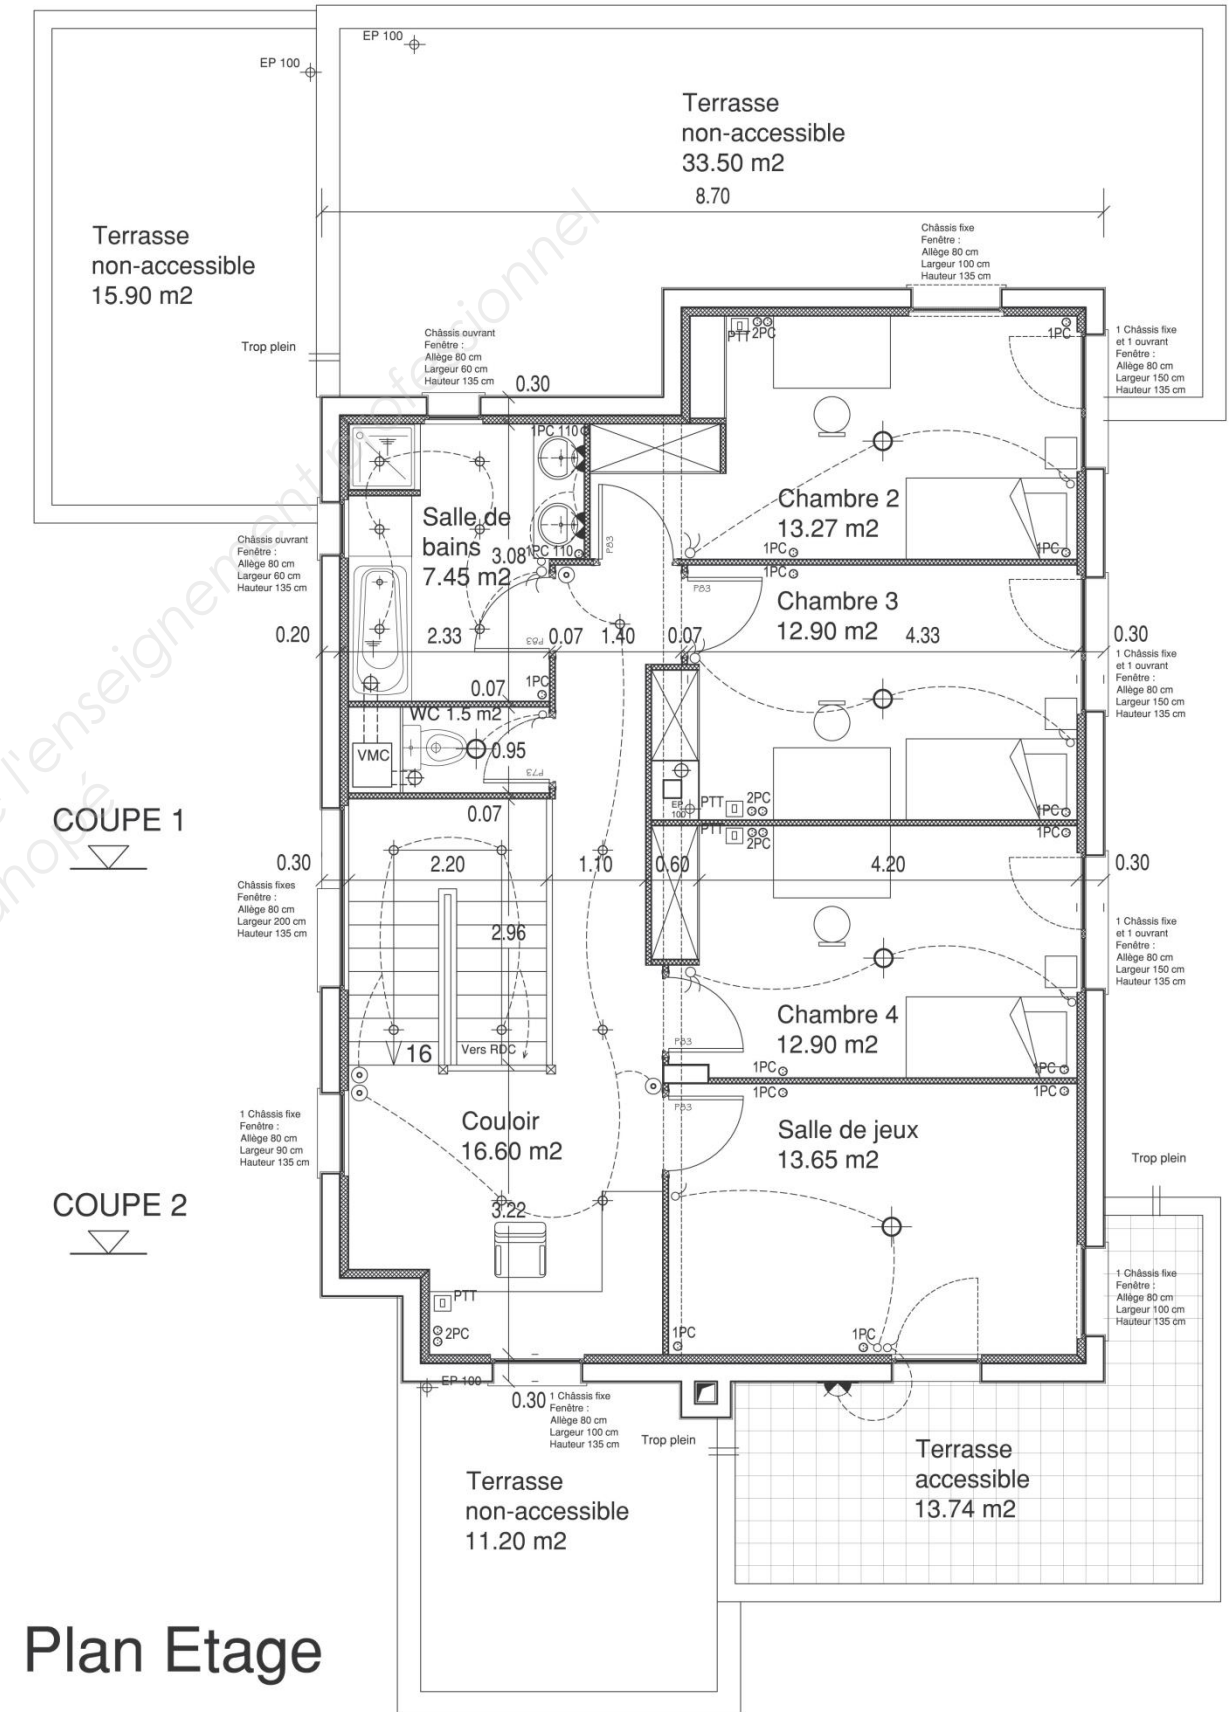 EP 100
EP 100
Terrasse
non-accessible
33.50 m2
8.70
Terrasse
non-accessible
15.90 m2
Châssis fixe
Fenêtre :
Allège 80 cm
Largeur 100 cm
Hauteur 135 cm
Trop plein
Châssis ouvrant
Fenêtre :
Allège 80 cm
Largeur 60 cm
Hauteur 135 cm
0.30
PTT
2PC
1PC
1 Châssis fixe
et 1 ouvrant
Fenêtre :
Allège 80 cm
Largeur 150 cm
Hauteur 135 cm
1PC 110
Salle de
bains
7.45 m2
3.08
1PC 110
P83
Chambre 2
13.27 m2
1PC
1PC
Châssis ouvrant
Fenêtre :
Allège 80 cm
Largeur 60 cm
Hauteur 135 cm
1PC
P83
Chambre 3
12.90 m2
0.20
2.33
P83
0.07
1.40
0.07
4.33
0.30
1 Châssis fixe
et 1 ouvrant
Fenêtre :
Allège 80 cm
Largeur 150 cm
Hauteur 135 cm
0.07
1PC
WC 1.5 m2
VMC
0.95
P73
0.07
EP
100
PTT
2PC
1PC
PTT
2PC
1PC
COUPE 1
0.30
2.20
1.10
0.60
4.20
0.30
Châssis fixes
Fenêtre :
Allège 80 cm
Largeur 200 cm
Hauteur 135 cm
2.96
1 Châssis fixe
et 1 ouvrant
Fenêtre :
Allège 80 cm
Largeur 150 cm
Hauteur 135 cm
Chambre 4
12.90 m2
16
Vers RDC
P83
1PC
1PC
1PC
1PC
P83
1 Châssis fixe
Fenêtre :
Allège 80 cm
Largeur 90 cm
Hauteur 135 cm
Couloir
16.60 m2
Salle de jeux
13.65 m2
Trop plein
COUPE 2
3.22
1 Châssis fixe
Fenêtre :
Allège 80 cm
Largeur 100 cm
Hauteur 135 cm
PTT
2PC
1PC
1PC
EP 100
0.30
1 Châssis fixe
Fenêtre :
Allège 80 cm
Largeur 100 cm
Hauteur 135 cm
Trop plein
Terrasse
accessible
13.74 m2
Terrasse
non-accessible
11.20 m2
Plan Etage
l'enseignement professionnel